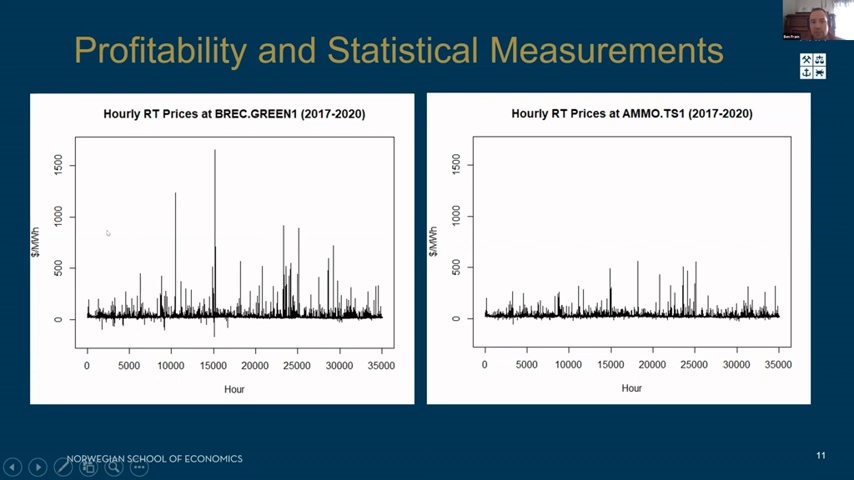 Profitability and Statistical Measurements
Hourly RT Prices at BREC.GREEN1 (2017-2020)
$/MWh
1500
1000
500
0
0 5000 10000 15000 20000 25000 30000 35000
Hour
Hourly RT Prices at AMMO.TS1 (2017-2020)
$/MWh
1500
1000
500
0
0 5000 10000 15000 20000 25000 30000 35000
Hour
NORWEGIAN SCHOOL OF ECONOMICS
11